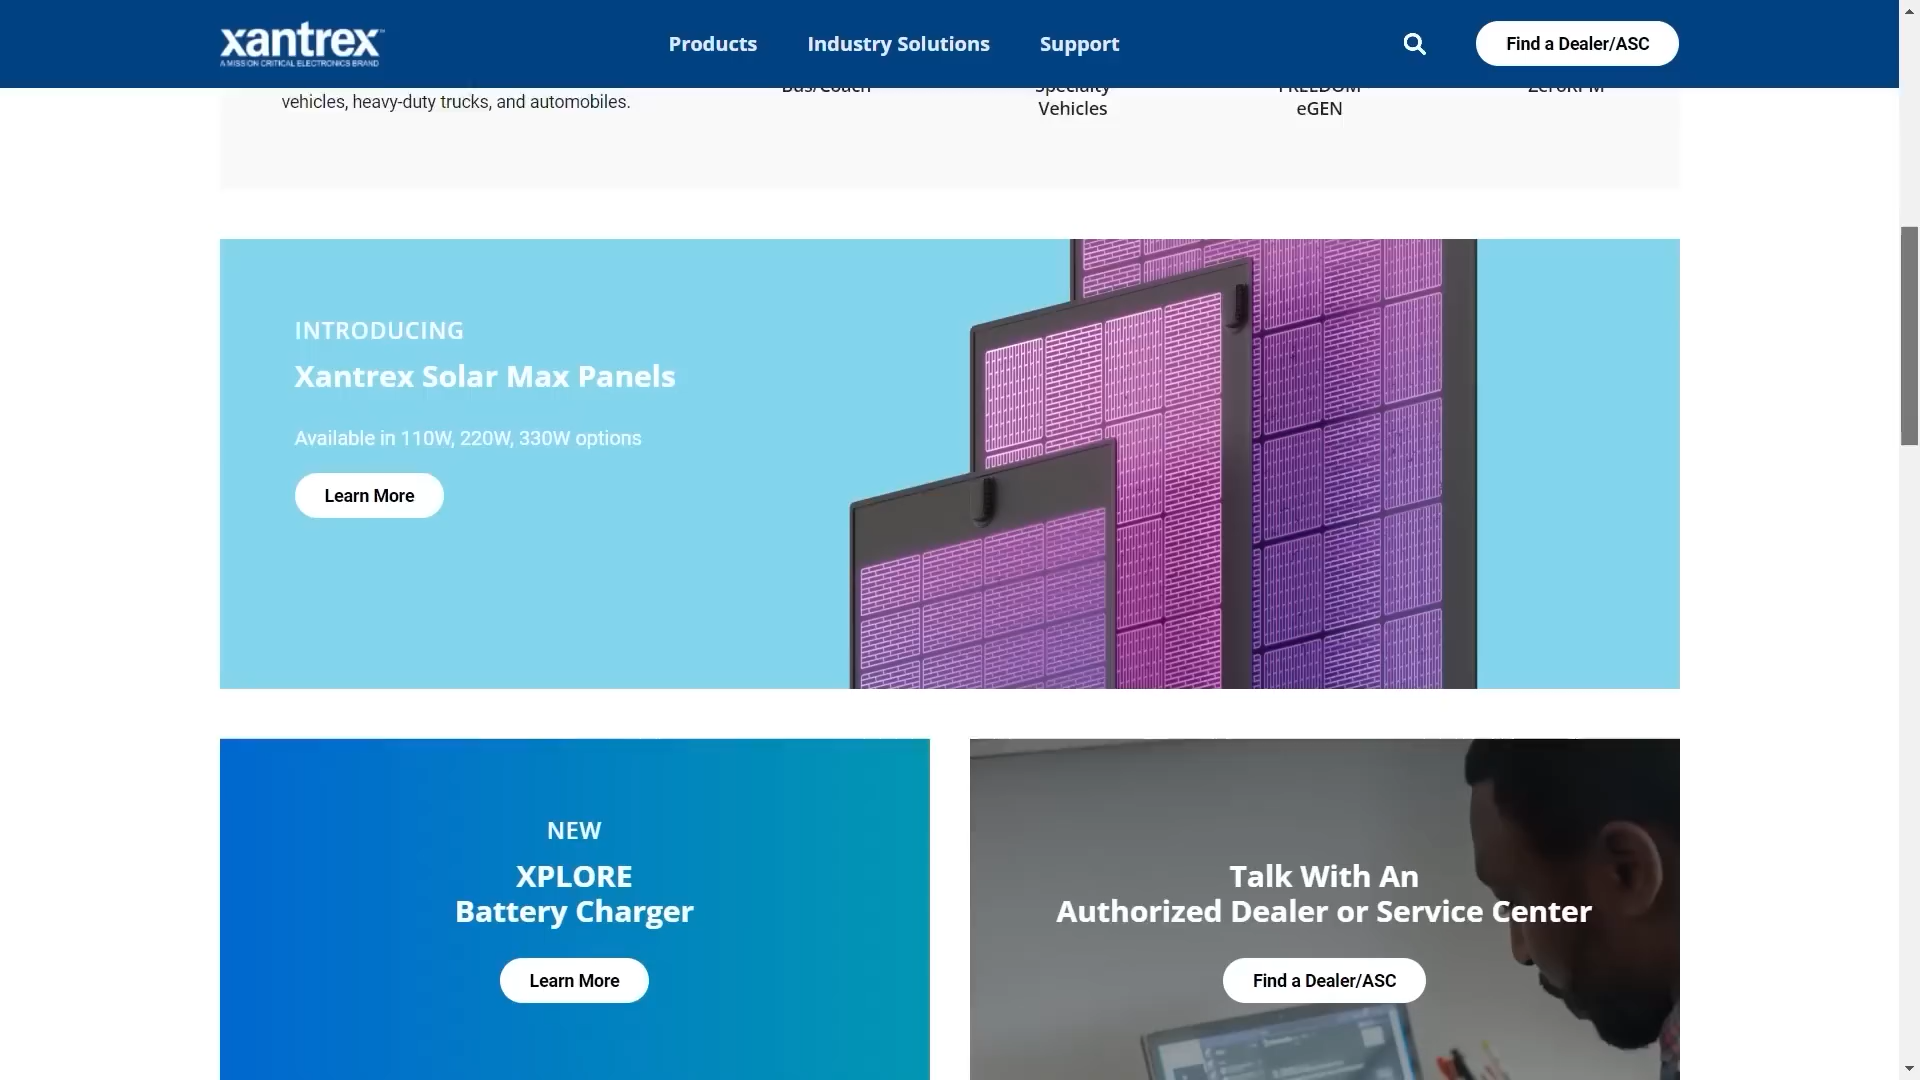 xantrex
A MISSION CRITICAL ELECTRONICS BRAND
Products
Industry Solutions
Support
Find a Dealer/ASC
vehicles, heavy-duty trucks, and automobiles.
Bus/Coach
Specialty
Vehicles
FREEDOM
eGEN
ZeroRPM
INTRODUCING
Xantrex Solar Max Panels
Available in 110W, 220W, 330W options
Learn More
NEW
XPLORE
Battery Charger
Learn More
Talk With An
Authorized Dealer or Service Center
Find a Dealer/ASC